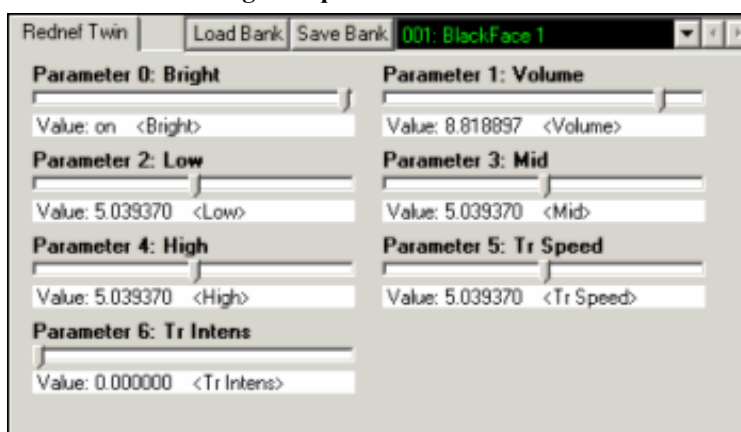 Rednef Twin Load Bank Save Bank 001: BlackFace 1
Parameter 0: Bright Parameter 1: Volume
Value: on <Bright> Value: 8.818897 <Volume>
Parameter 2: Low Parameter 3: Mid
Value: 5.039370 <Low> Value: 5.039370 <Mid>
Parameter 4: High Parameter 5: Tr Speed
Value: 5.039370 <High> Value: 5.039370 <Tr Speed>
Parameter 6: Tr Intens
Value: 0.000000 <Tr Intens>